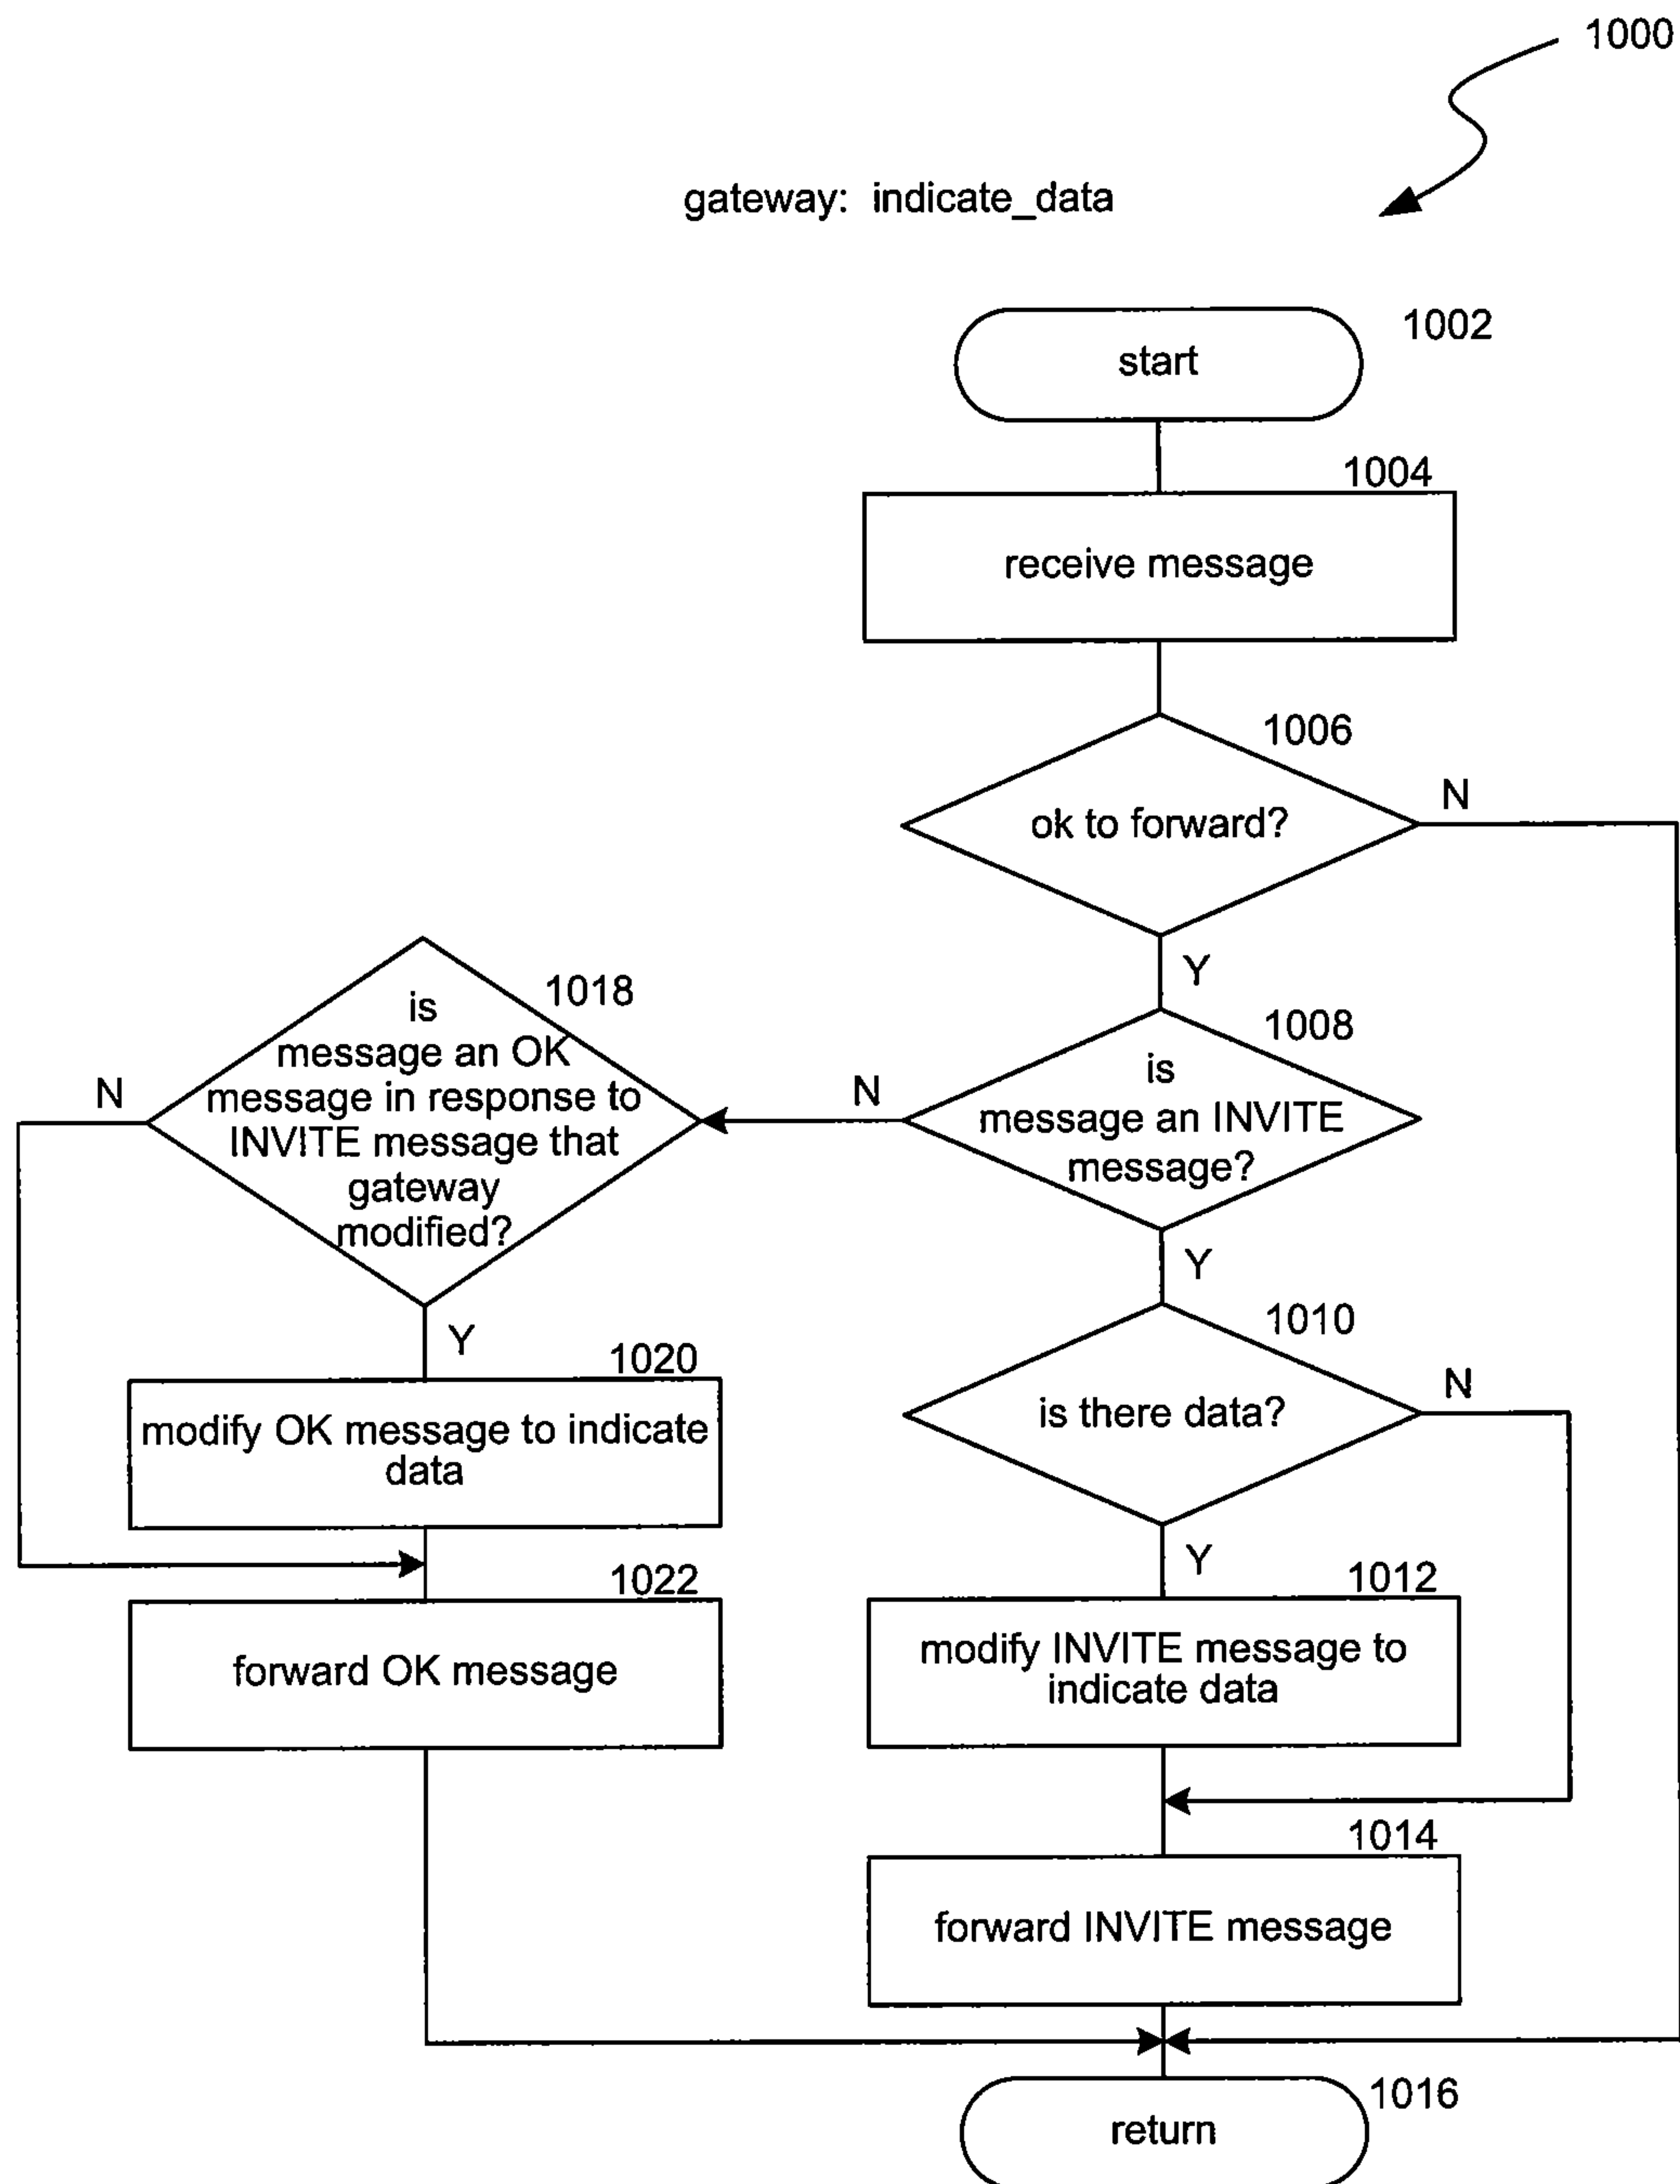 1000
gateway: indicate_data
1002
start
1004
receive message
1006
ok to forward?
N
Y
1018
is
message an OK
message in response to
INVITE message that
gateway
modified?
N
Y
1008
is
message an INVITE
message?
N
Y
1010
is there data?
N
Y
1020
modify OK message to indicate
data
1022
forward OK message
1012
modify INVITE message to
indicate data
1014
forward INVITE message
1016
return